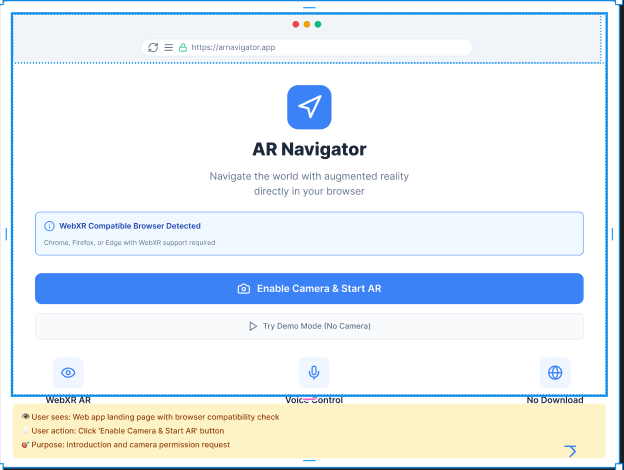 https://arnavigator.app
AR Navigator
Navigate the world with augmented reality
directly in your browser
WebXR Compatible Browser Detected
Chrome, Firefox, or Edge with WebXR support required
Enable Camera & Start AR
Try Demo Mode (No Camera)
WebXR AR
Voice Control
No Download
User sees: Web app landing page with browser compatibility check
User action: Click 'Enable Camera & Start AR' button
Purpose: Introduction and camera permission request